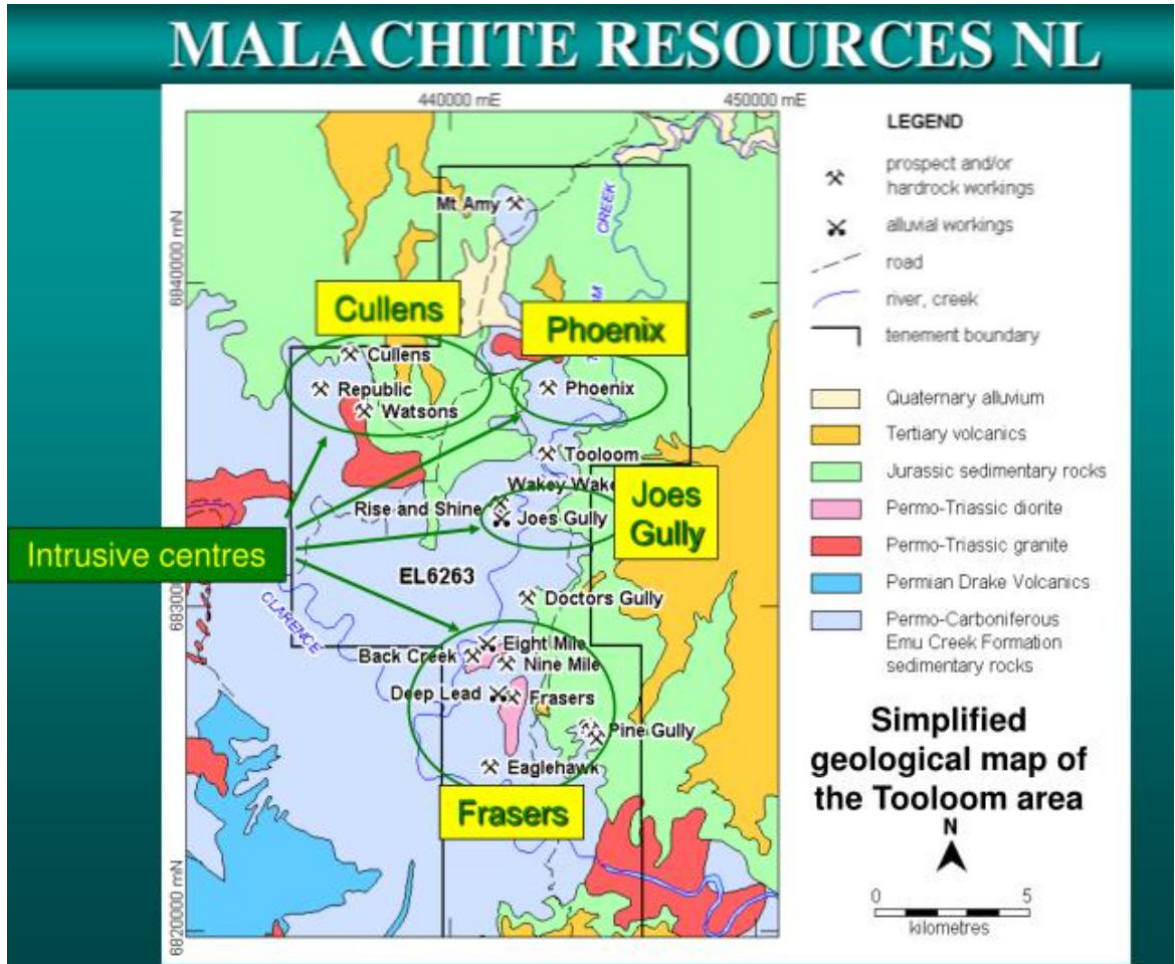 MALACHITE RESOURCES NL
440000 mE
450000 mE
6840000 mN
6830000
6820000 mN
Mt Amy
CREEK
OM
Cullens
Phoenix
Cullens
Republic
Watsons
Phoenix
Tooloom
Wakey Wake
Rise and Shine
Joes Gully
Joes
Gully
Intrusive centres
EL6263
CLARENCE
Doctors Gully
Eight Mile
Back Creek
Nine Mile
Deep Lead
Frasers
Pine Gully
Eaglehawk
Frasers
LEGEND
prospect and/or
hardrock workings
alluvial workings
road
river, creek
tenement boundary
Quaternary alluvium
Tertiary volcanics
Jurassic sedimentary rocks
Permo-Triassic diorite
Permo-Triassic granite
Permian Drake Volcanics
Permo-Carboniferous
Emu Creek Formation
sedimentary rocks
Simplified
geological map of
the Tooloom area
N
0 5
kilometres